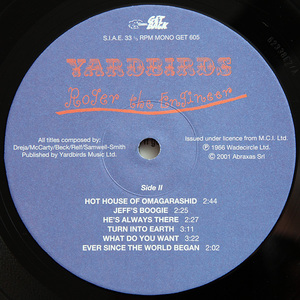 GET BACK
S.I.A.E. 33 ⅓ RPM MONO GET 605
YARDBIRDS
Roger the Engineer
All titles composed by:
Dreja/McCarty/Beck/Relf/Samwell-Smith
Published by Yardbirds Music Ltd.
Issued under licence from M.C.I. Ltd.
Ⓟ 1966 Wadecircle Ltd.
© 2001 Abraxas Srl
Side II
HOT HOUSE OF OMAGARASHID 2:44
JEFF'S BOOGIE 2:25
HE'S ALWAYS THERE 2:27
TURN INTO EARTH 3:11
WHAT DO YOU WANT 3:22
EVER SINCE THE WORLD BEGAN 2:02